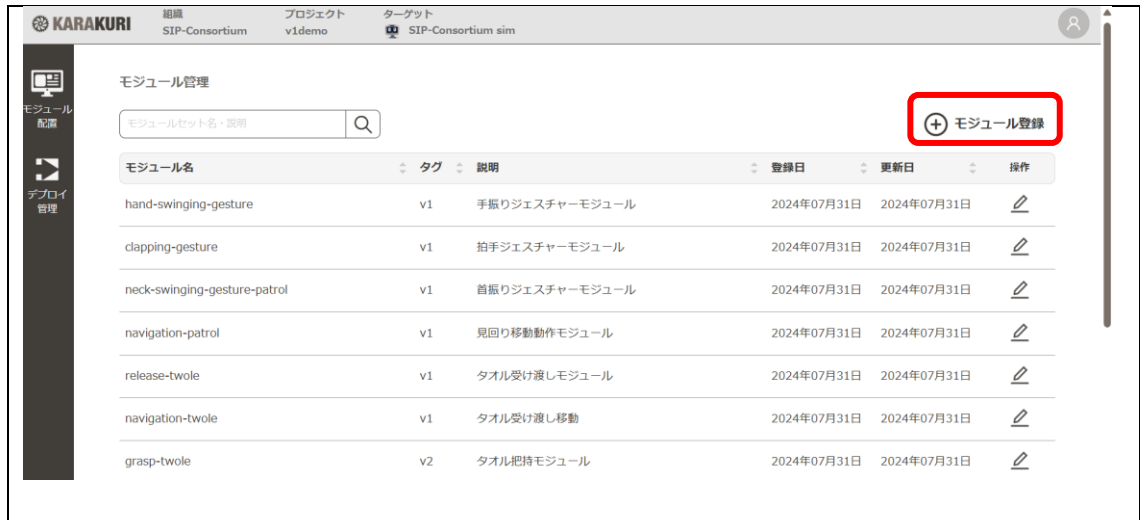 KARAKURI
組織 プロジェクト ターゲット
SIP-Consortium v1demo SIP-Consortium sim
モジュール管理
モジュール
配置
モジュールセット名・説明
モジュール登録
モジュール名 タグ 説明 登録日 更新日 操作
デプロイ
管理
hand-swinging-gesture v1 手振りジェスチャーモジュール 2024年07月31日 2024年07月31日
clapping-gesture v1 拍手ジェスチャーモジュール 2024年07月31日 2024年07月31日
neck-swinging-gesture-patrol v1 首振りジェスチャーモジュール 2024年07月31日 2024年07月31日
navigation-patrol v1 見回り移動動作モジュール 2024年07月31日 2024年07月31日
release-twole v1 タオル受け渡しモジュール 2024年07月31日 2024年07月31日
navigation-twole v1 タオル受け渡し移動 2024年07月31日 2024年07月31日
grasp-twole v2 タオル把持モジュール 2024年07月31日 2024年07月31日